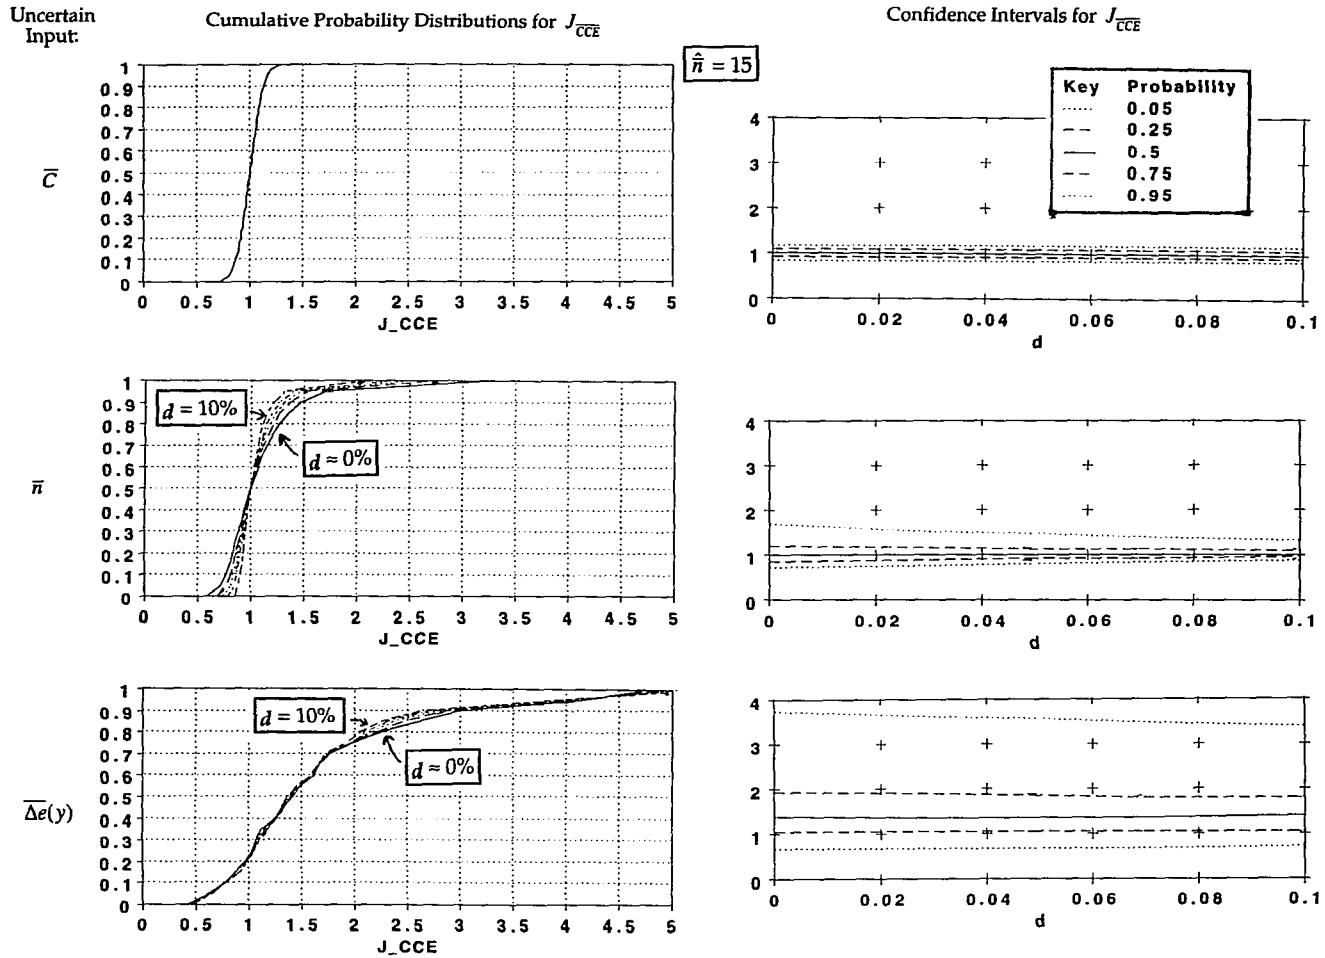 Uncertain
Input:
Cumulative Probability Distributions for J_CCE
Confidence Intervals for J_CCE
n̂ = 15
Key Probability
0.05
0.25
0.5
0.75
0.95
C̅
1
0.9
0.8
0.7
0.6
0.5
0.4
0.3
0.2
0.1
0
0 0.5 1 1.5 2 2.5 3 3.5 4 4.5 5
J_CCE
4
3
2
1
0
0 0.02 0.04 0.06 0.08 0.1
d
n̅
1
0.9
0.8
0.7
0.6
0.5
0.4
0.3
0.2
0.1
0
d = 10%
d ≈ 0%
0 0.5 1 1.5 2 2.5 3 3.5 4 4.5 5
J_CCE
4
3
2
1
0
0 0.02 0.04 0.06 0.08 0.1
d
Δe(y)
1
0.9
0.8
0.7
0.6
0.5
0.4
0.3
0.2
0.1
0
d = 10%
d ≈ 0%
0 0.5 1 1.5 2 2.5 3 3.5 4 4.5 5
J_CCE
4
3
2
1
0
0 0.02 0.04 0.06 0.08 0.1
d